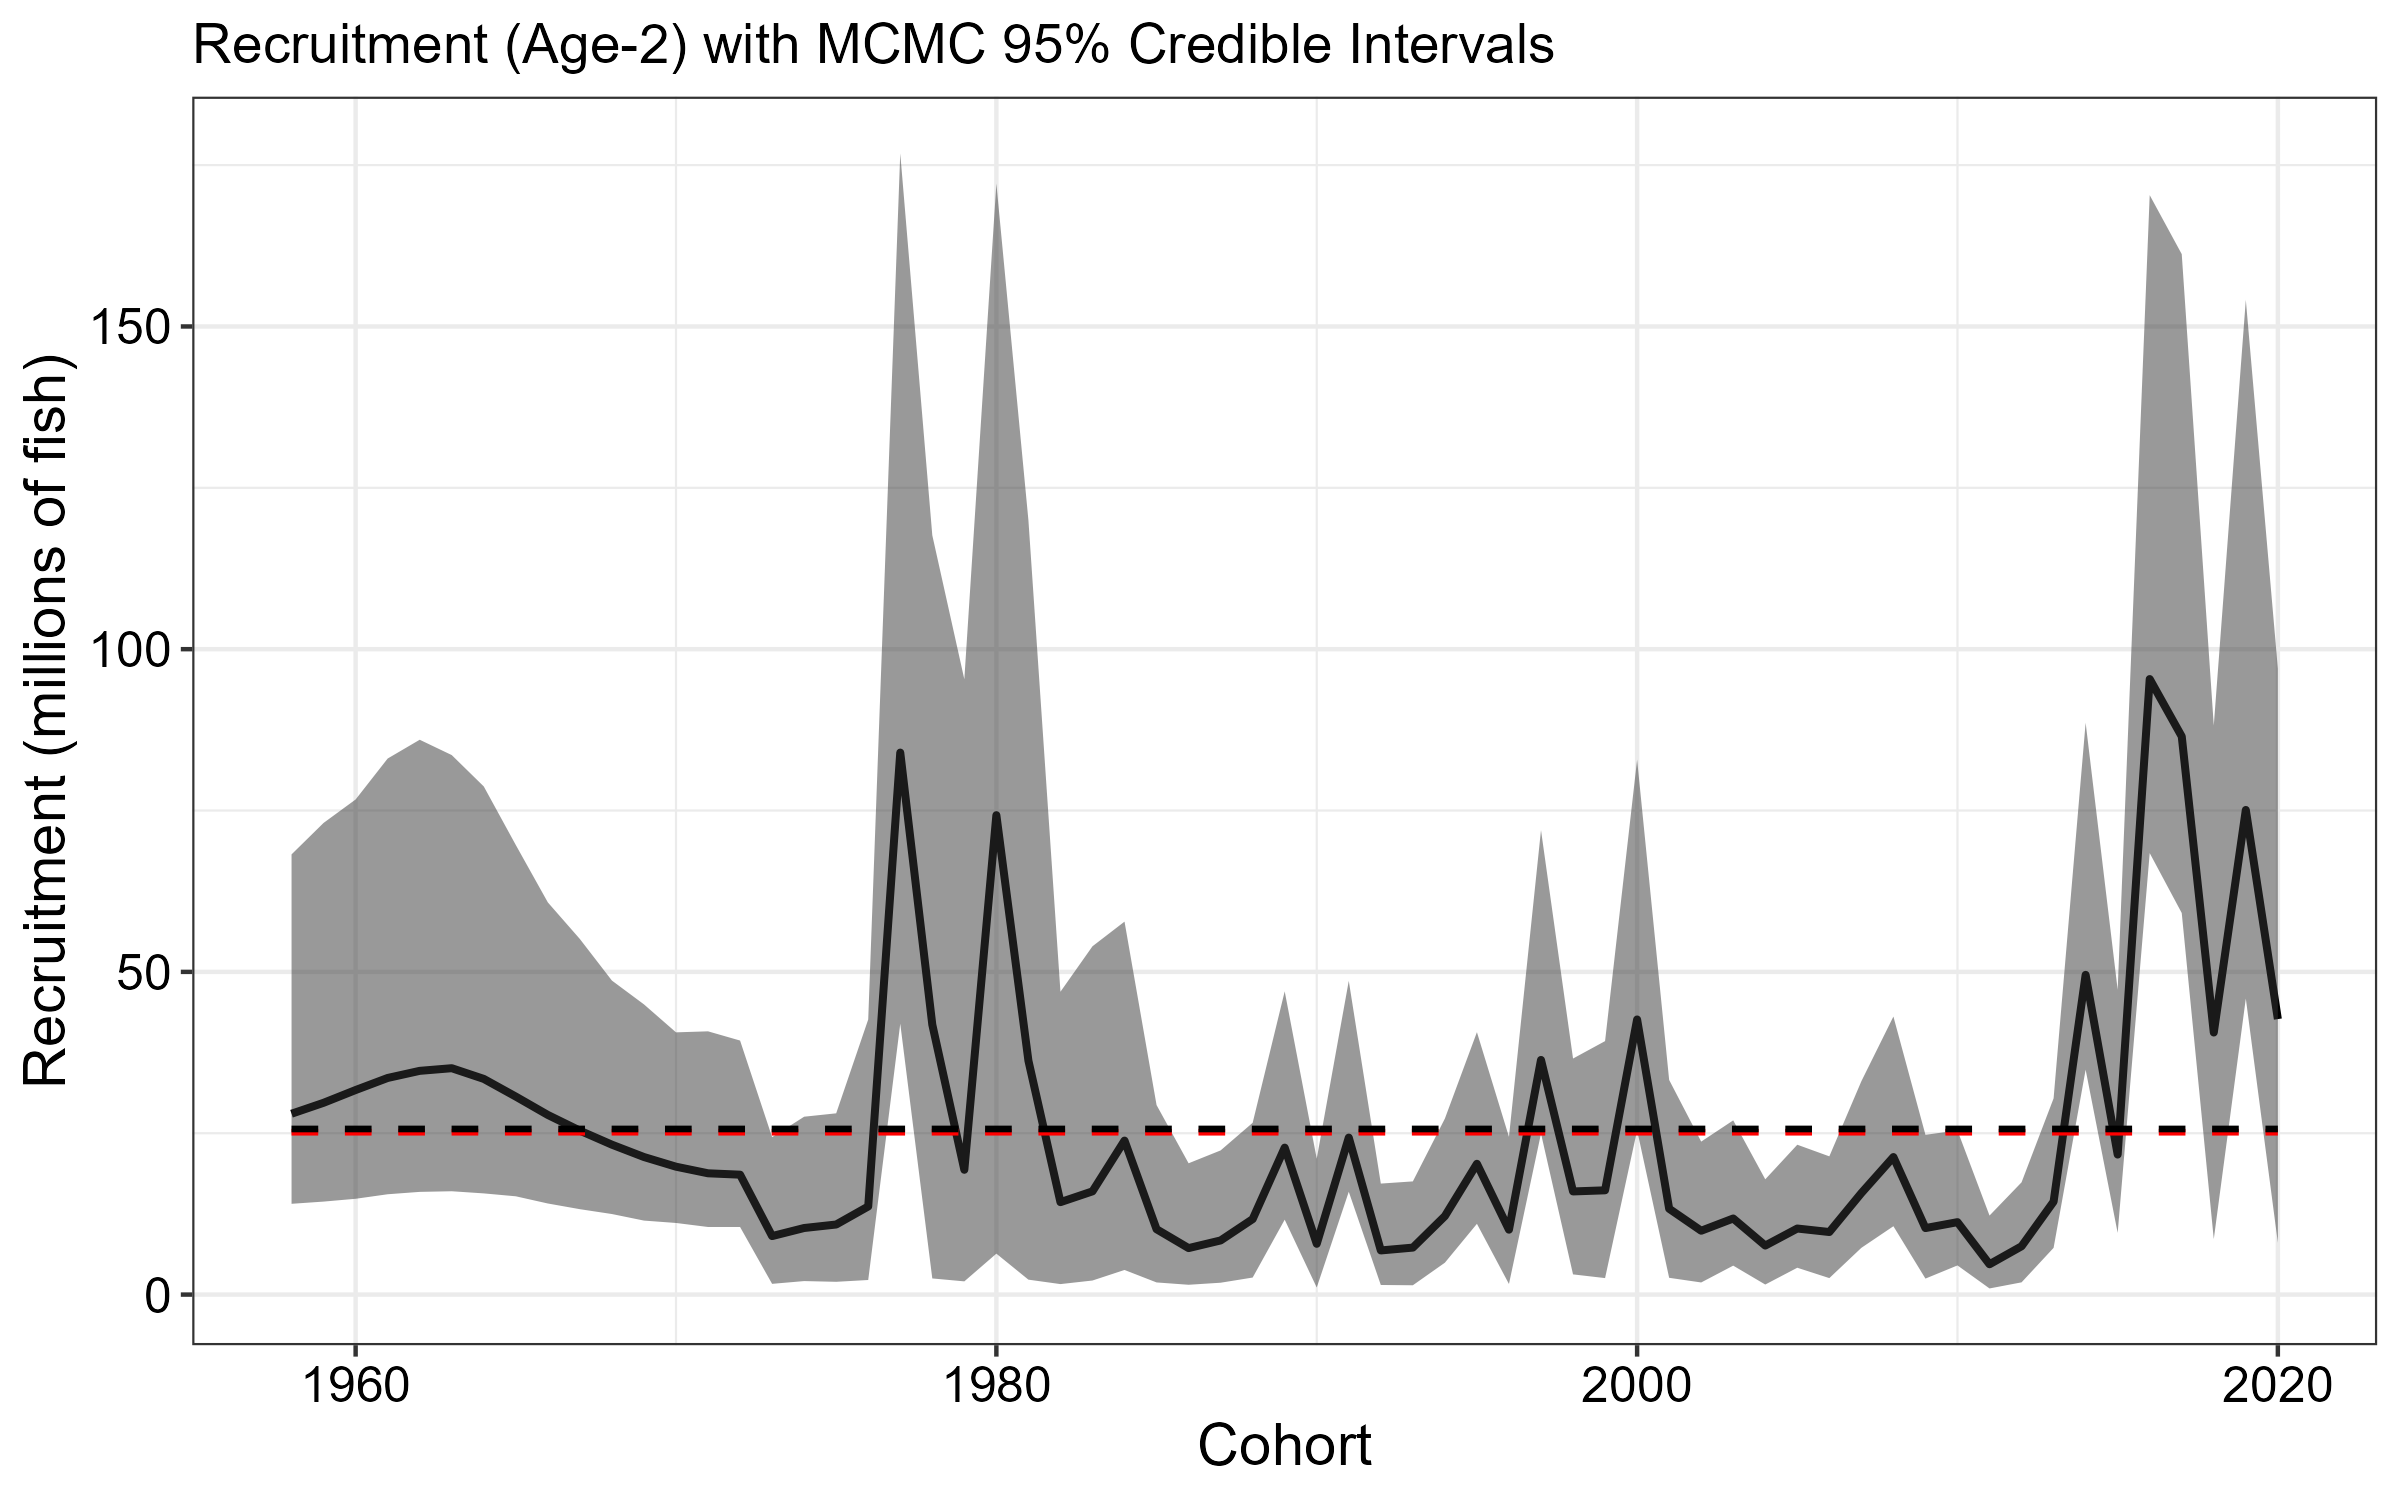 Recruitment (Age-2) with MCMC 95% Credible Intervals
Recruitment (millions of fish)
150
100
50
0
1960 1980 2000 2020
Cohort